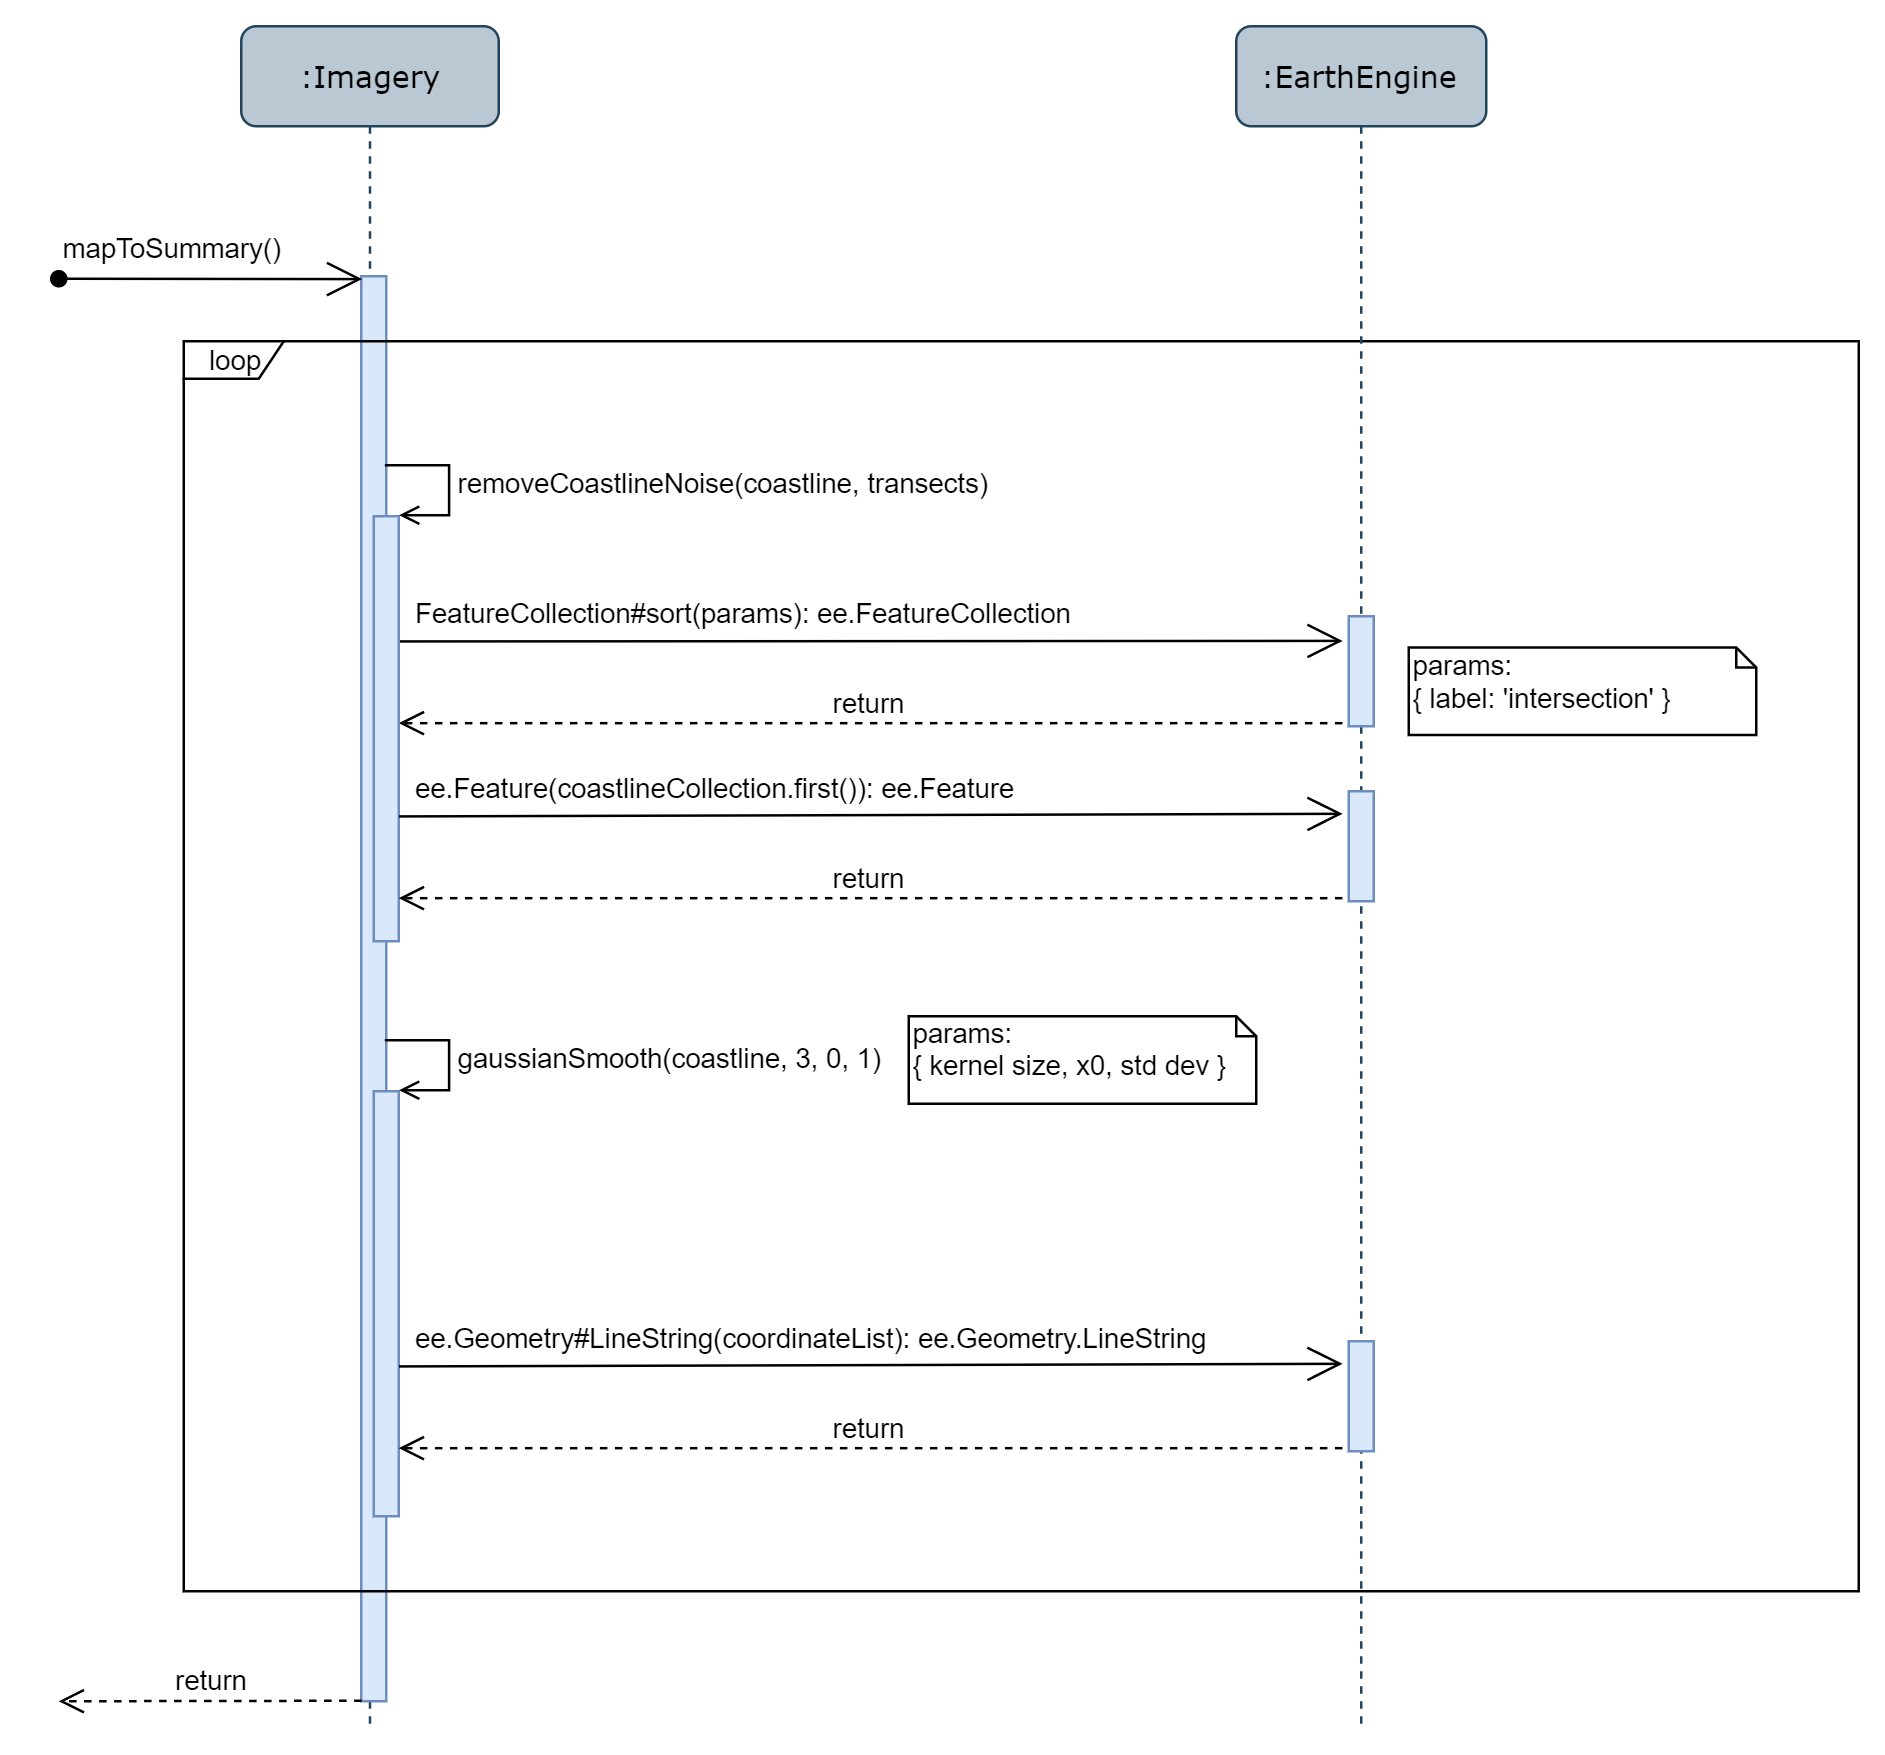 :Imagery
:EarthEngine
mapToSummary()
loop
removeCoastlineNoise(coastline, transects)
FeatureCollection#sort(params): ee.FeatureCollection
params:
{ label: 'intersection' }
return
ee.Feature(coastlineCollection.first()): ee.Feature
return
gaussianSmooth(coastline, 3, 0, 1)
params:
{ kernel size, x0, std dev }
ee.Geometry#LineString(coordinateList): ee.Geometry.LineString
return
return